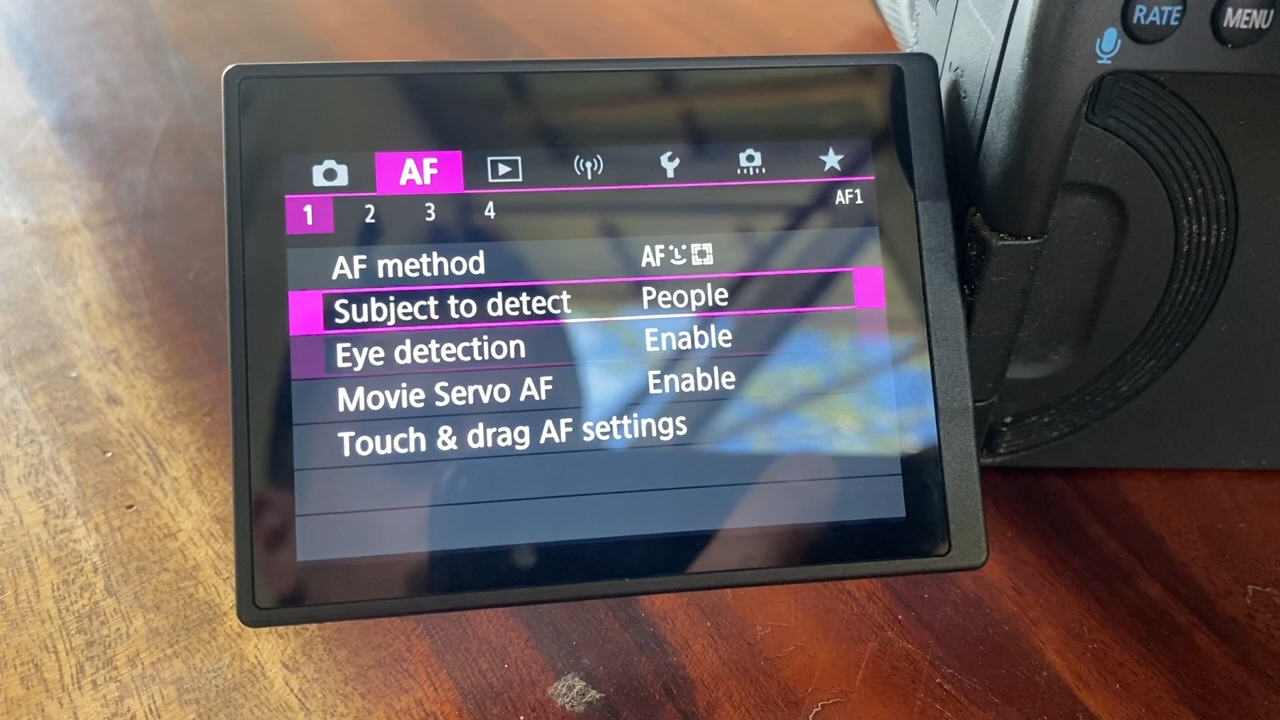 RATE MENU
AF
1 2 3 4 AF1
AF method AF
Subject to detect People
Eye detection Enable
Movie Servo AF Enable
Touch & drag AF settings